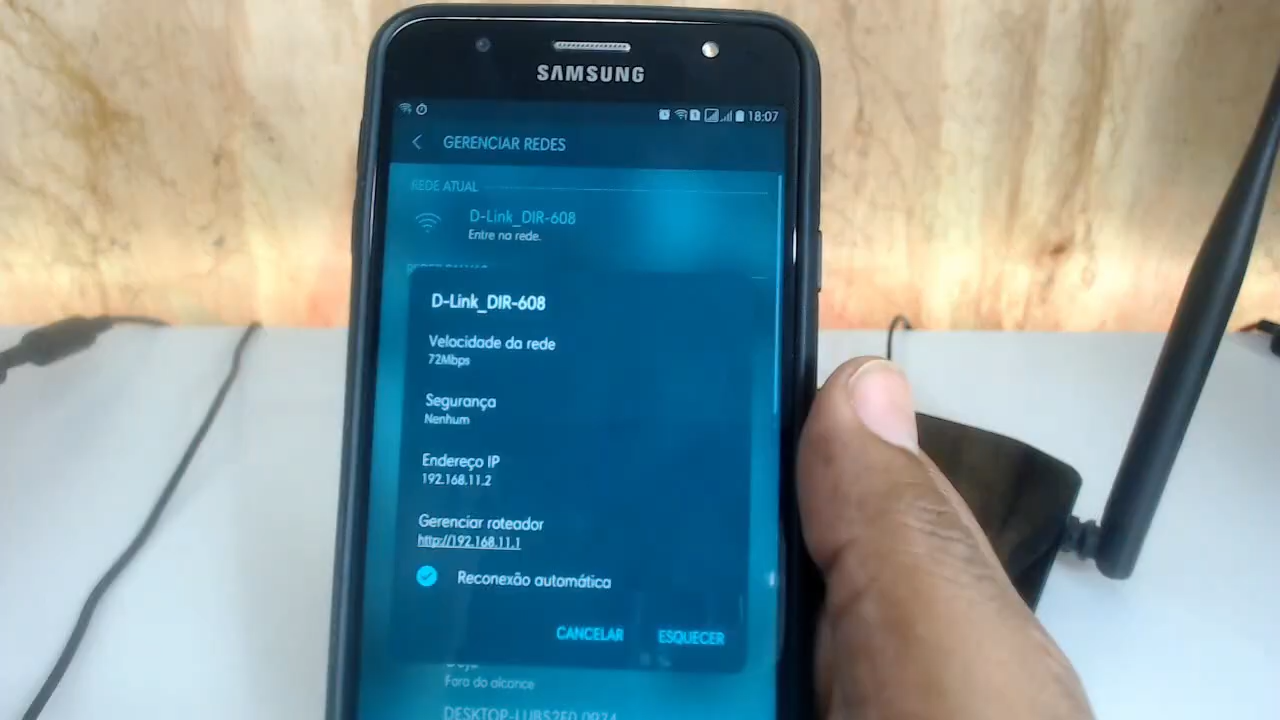 SAMSUNG
18:07
GERENCIAR REDES
REDE ATUAL
D-Link_DIR-608
Entre na rede.
D-Link_DIR-608
Velocidade da rede
72Mbps
Segurança
Nenhum
Endereço IP
192.168.11.2
Gerenciar roteador
http://192.168.11.1
Reconexão automática
CANCELAR ESQUECER
Fora do alcance